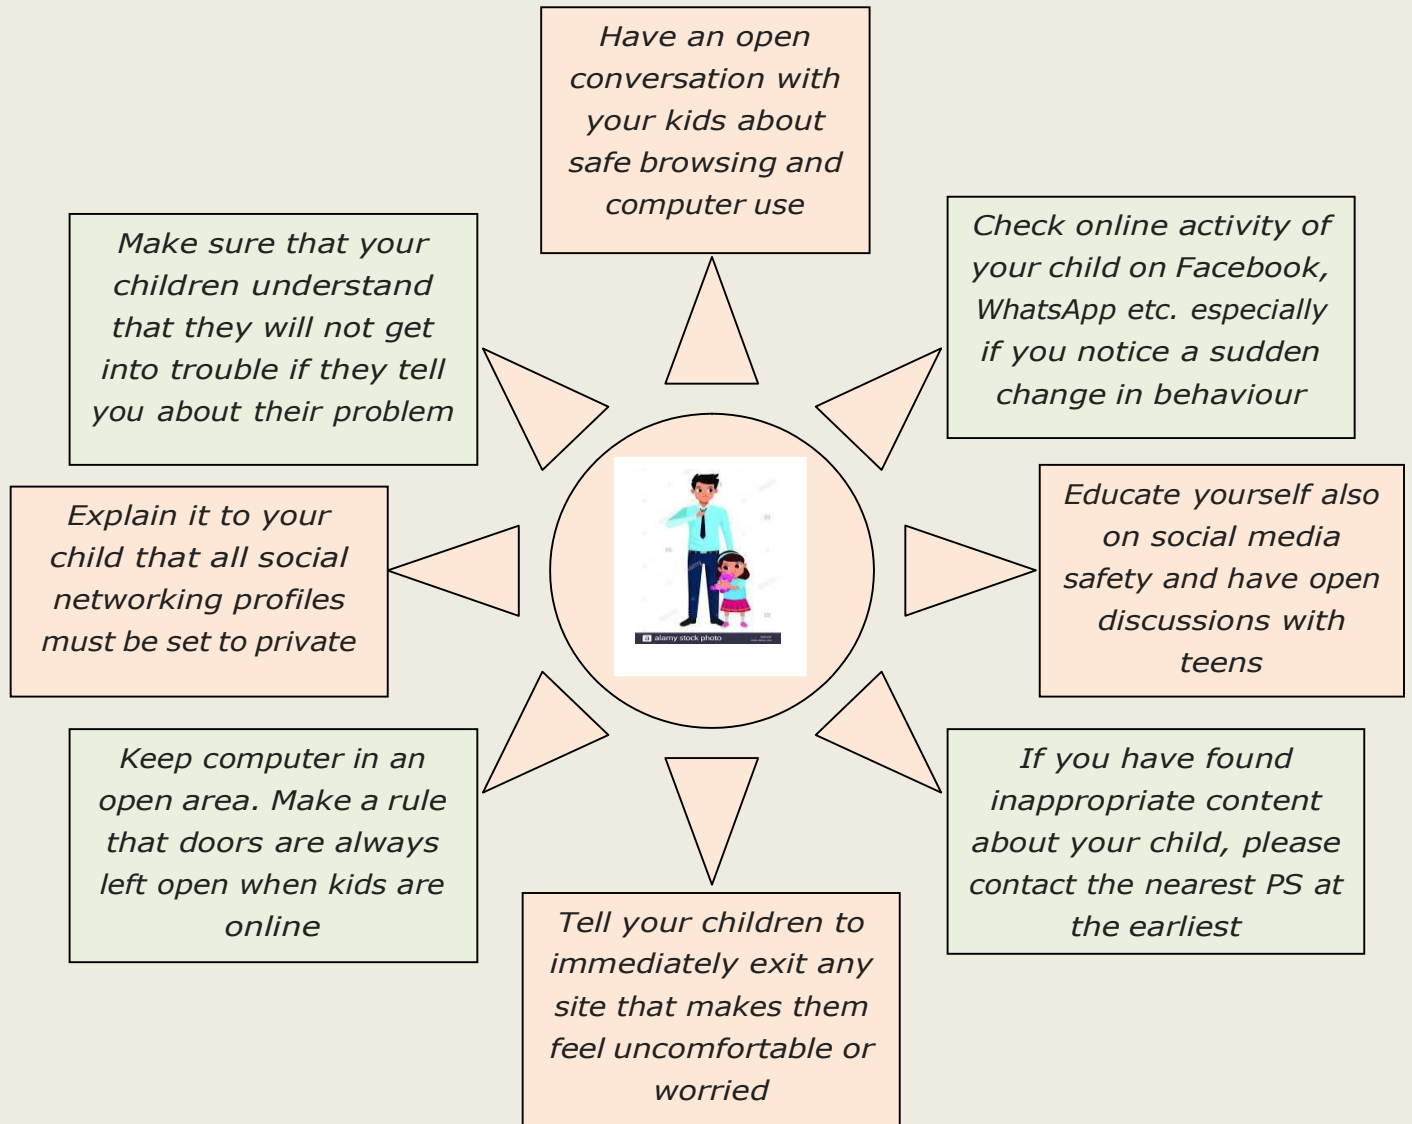 Have an open
conversation with
your kids about
safe browsing and
computer use
Check online activity of
your child on Facebook,
WhatsApp etc. especially
if you notice a sudden
change in behaviour
Educate yourself also
on social media
safety and have open
discussions with
teens
If you have found
inappropriate content
about your child, please
contact the nearest PS at
the earliest
Tell your children to
immediately exit any
site that makes them
feel uncomfortable or
worried
Keep computer in an
open area. Make a rule
that doors are always
left open when kids are
online
Explain it to your
child that all social
networking profiles
must be set to private
Make sure that your
children understand
that they will not get
into trouble if they tell
you about their problem
a alamy stock photo